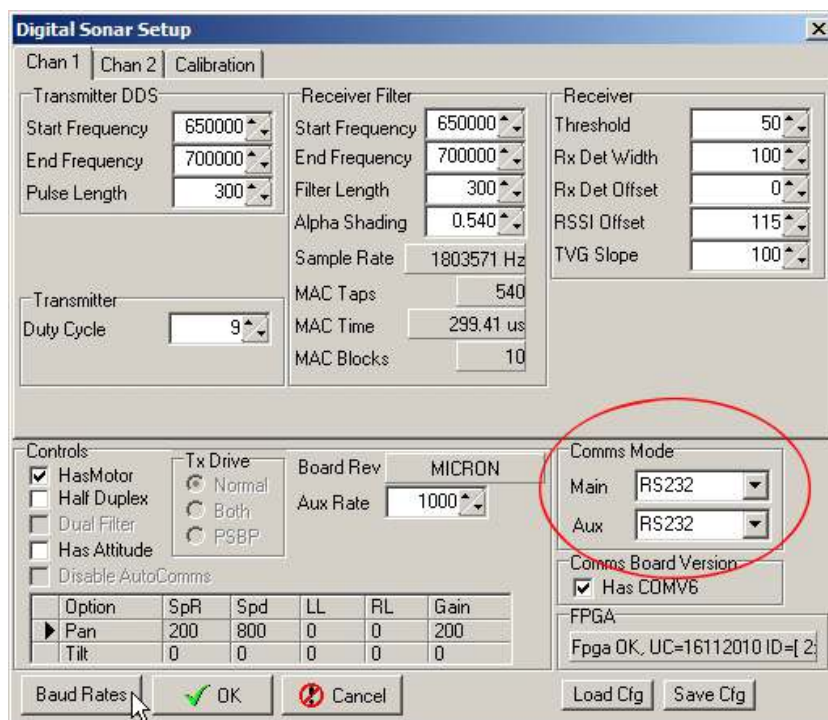 Digital Sonar Setup
Chan 1 Chan 2 Calibration
Transmitter DDS
Start Frequency 650000
End Frequency 700000
Pulse Length 300
Transmitter
Duty Cycle 9
Receiver Filter
Start Frequency 650000
End Frequency 700000
Filter Length 300
Alpha Shading 0.540
Sample Rate 1803571 Hz
MAC Taps 540
MAC Time 299.41 us
MAC Blocks 10
Receiver
Threshold 50
Rx Det Width 100
Rx Det Offset 0
RSSI Offset 115
TVG Slope 100
Controls
HasMotor
Half Duplex
Dual Filter
Has Attitude
Disable AutoComms
Tx Drive
Normal
Both
PSBP
Board Rev MICRON
Aux Rate 1000
Option SpR Spd LL RL Gain
Pan 200 800 0 0 200
Tilt 0 0 0 0 0
Comms Mode
Main RS232
Aux RS232
Comms Board Version
Has COMV6
FPGA
Fpga OK, UC=16112010 ID=[ 2:
Baud Rates OK Cancel Load Cfg Save Cfg